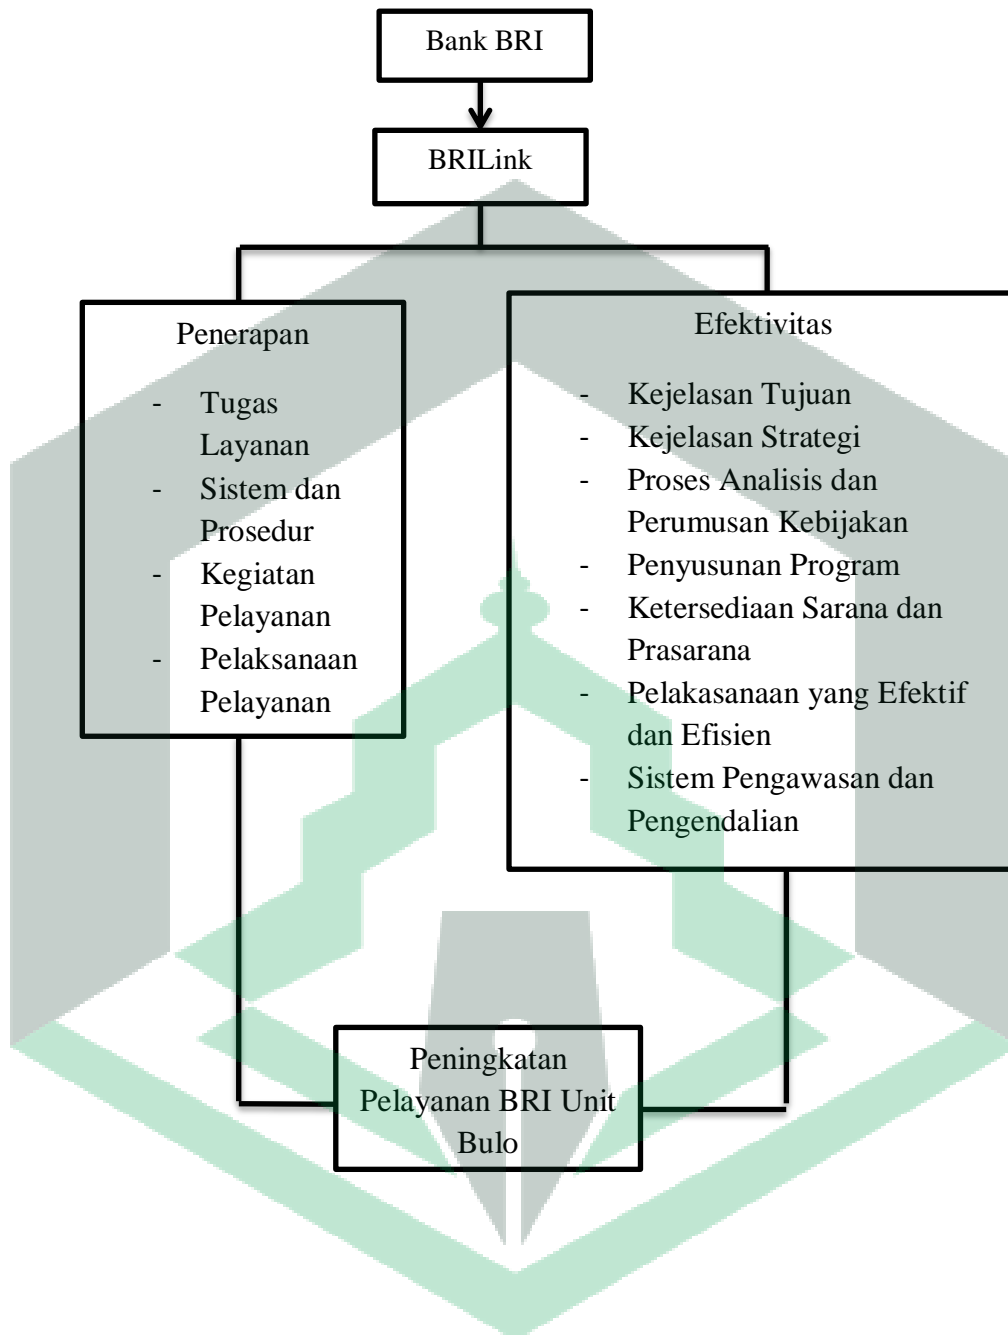 Bank BRI
BRILink
Penerapan
- Tugas
Layanan
- Sistem dan
Prosedur
- Kegiatan
Pelayanan
- Pelaksanaan
Pelayanan
Efektivitas
- Kejelasan Tujuan
- Kejelasan Strategi
- Proses Analisis dan
Perumusan Kebijakan
- Penyusunan Program
- Ketersediaan Sarana dan
Prasarana
- Pelakasanaan yang Efektif
dan Efisien
- Sistem Pengawasan dan
Pengendalian
Peningkatan
Pelayanan BRI Unit
Bulo